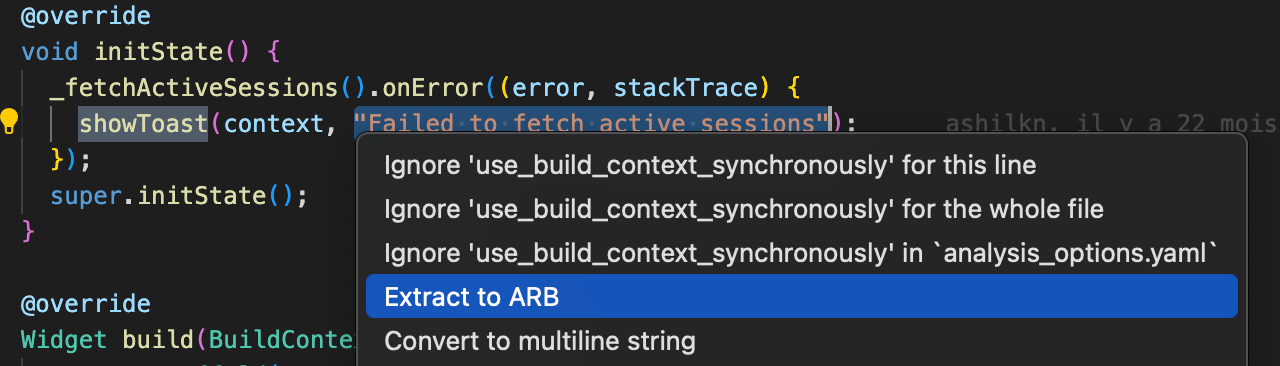 @override
void initState() {
_fetchActiveSessions().onError((error, stackTrace) {
showToast(context, "Failed to fetch active sessions"); ashilkn, il y a 22 mois
});
super.initState();
}
Ignore 'use_build_context_synchronously' for this line
Ignore 'use_build_context_synchronously' for the whole file
Ignore 'use_build_context_synchronously' in `analysis_options.yaml`
Extract to ARB
Convert to multiline string
@override
Widget build(BuildConte